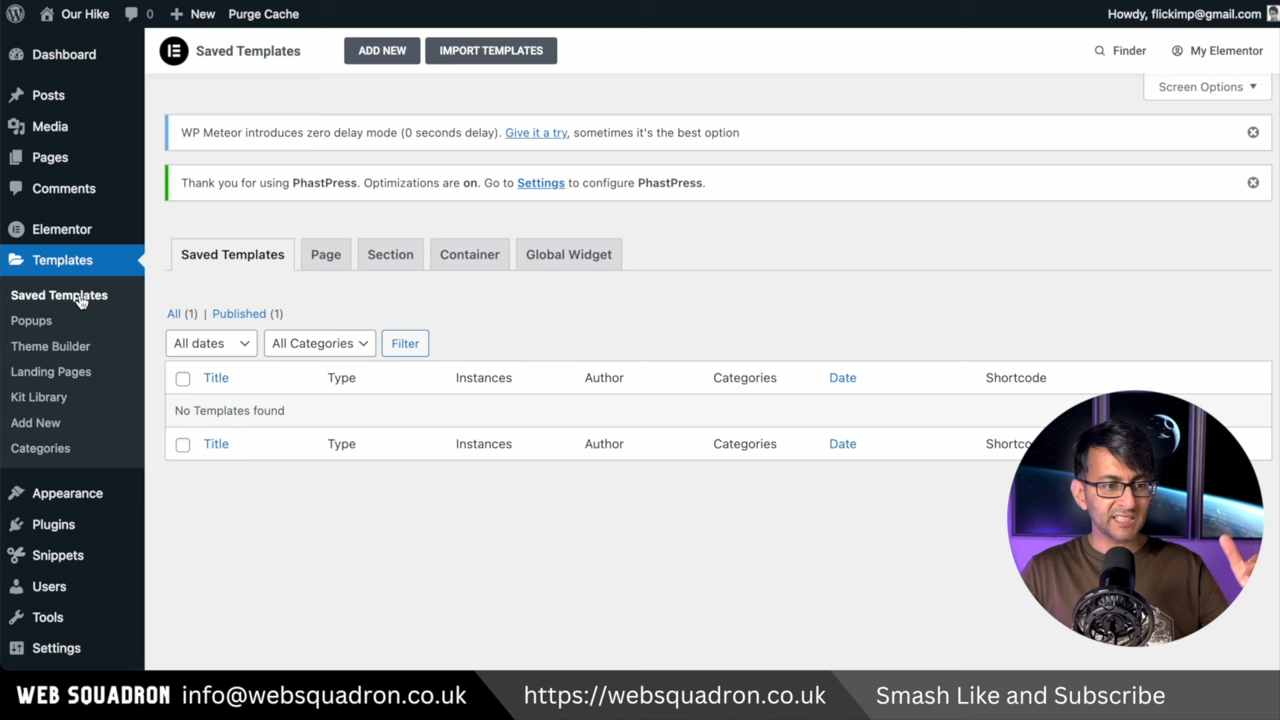 Our Hike 0 New Purge Cache Howdy, flickimp@gmail.com
Dashboard
Posts
Media
Pages
Comments
Elementor
Templates
Saved Templates
Popups
Theme Builder
Landing Pages
Kit Library
Add New
Categories
Appearance
Plugins
Snippets
Users
Tools
Settings
Saved Templates ADD NEW IMPORT TEMPLATES Finder My Elementor
Screen Options
WP Meteor introduces zero delay mode (0 seconds delay). Give it a try, sometimes it's the best option
Thank you for using PhastPress. Optimizations are on. Go to Settings to configure PhastPress.
Saved Templates Page Section Container Global Widget
All (1) | Published (1)
All dates All Categories Filter
Title Type Instances Author Categories Date Shortcode
No Templates found
Title Type Instances Author Categories Date Shortco
WEB SQUADRON info@websquadron.co.uk https://websquadron.co.uk Smash Like and Subscribe